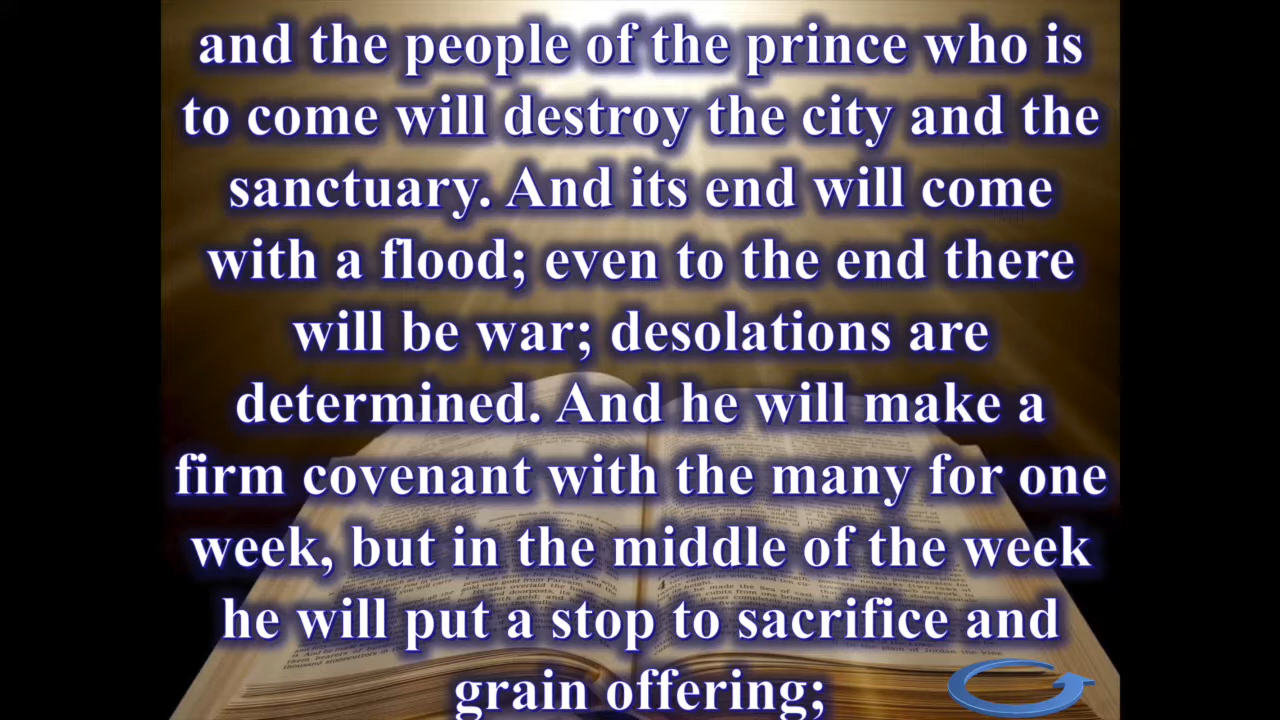 and the people of the prince who is
to come will destroy the city and the
sanctuary. And its end will come
with a flood; even to the end there
will be war; desolations are
determined. And he will make a
firm covenant with the many for one
week, but in the middle of the week
he will put a stop to sacrifice and
grain offering;